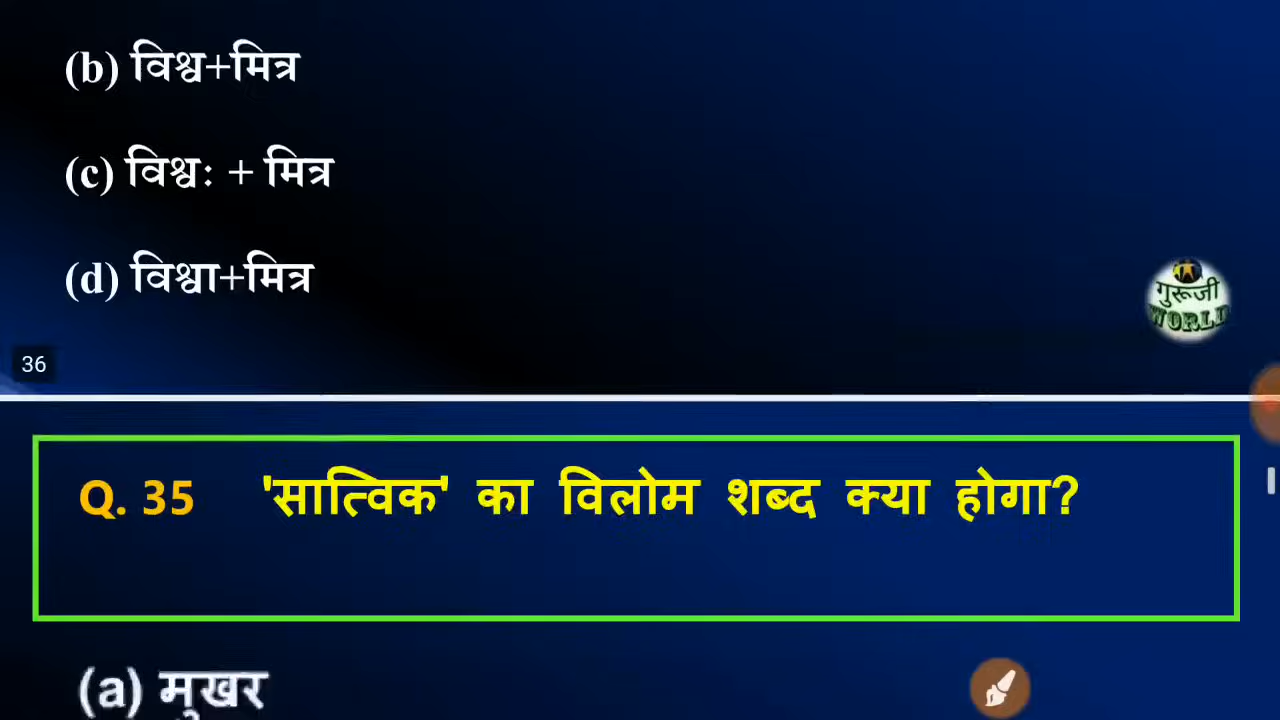 (b) विश्व+मित्र
(c) विश्वः + मित्र
(d) विश्वा+मित्र
गुरूजी
WORLD
36
Q. 35 'सात्विक' का विलोम शब्द क्या होगा?
(a) मुखर